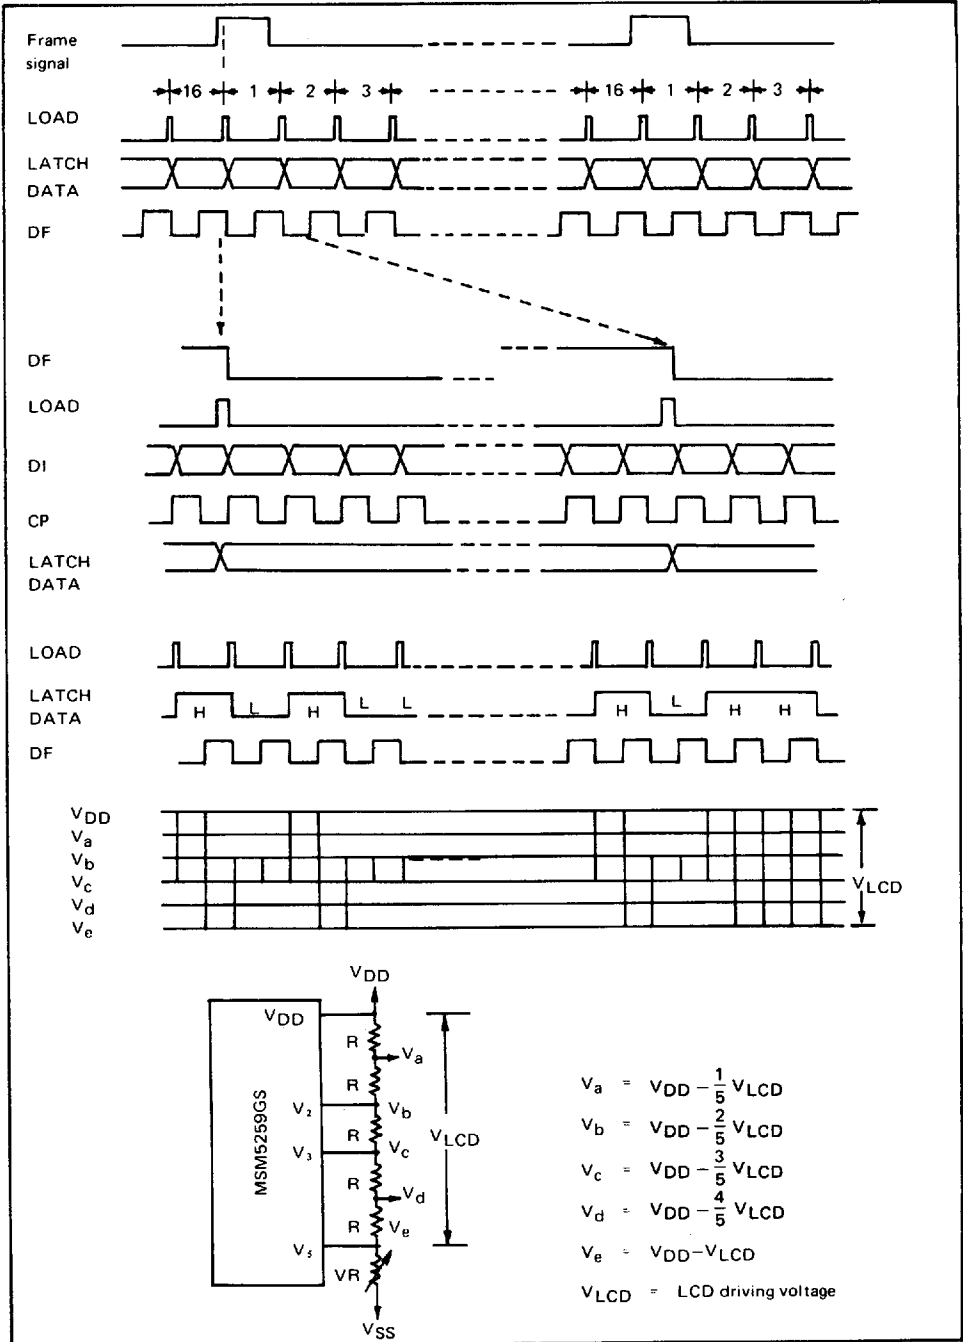 Frame
signal
16 1 2 3 16 1 2 3
LOAD
LATCH
DATA
DF
DF
LOAD
DI
CP
LATCH
DATA
LOAD
LATCH
DATA
H L H L L H L H H
DF
VDD
Va
Vb
Vc
Vd
Ve
VLCD
VDD
VDD
R
Va
R
V2
Vb
R
VLCD
V3
Vc
R
Vd
R
Ve
V5
VR
VSS
MSM5259GS
Va = VDD − 1/5 VLCD
Vb = VDD − 2/5 VLCD
Vc = VDD − 3/5 VLCD
Vd = VDD − 4/5 VLCD
Ve = VDD−VLCD
VLCD = LCD driving voltage